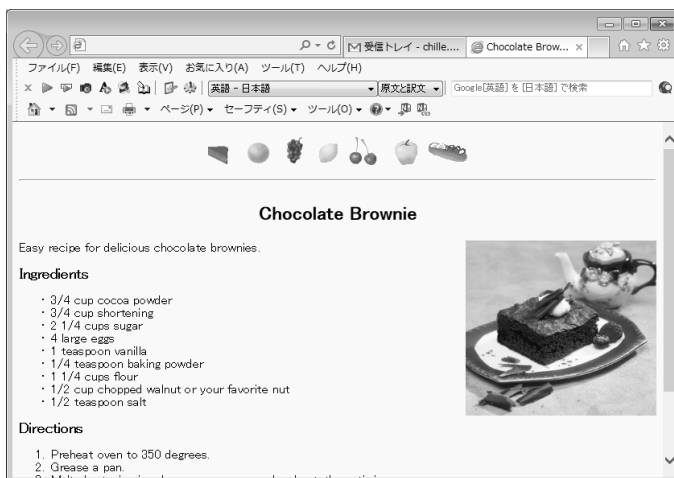 受信トレイ - chille....
Chocolate Brow...
ファイル(F) 編集(E) 表示(V) お気に入り(A) ツール(T) ヘルプ(H)
英語 - 日本語 原文と訳文 Google[英語] を [日本語] で検索
ページ(P) セーフティ(S) ツール(O)
Chocolate Brownie
Easy recipe for delicious chocolate brownies.
Ingredients
・3/4 cup cocoa powder
・3/4 cup shortening
・2 1/4 cups sugar
・4 large eggs
・1 teaspoon vanilla
・1/4 teaspoon baking powder
・1 1/4 cups flour
・1/2 cup chopped walnut or your favorite nut
・1/2 teaspoon salt
Directions
1. Preheat oven to 350 degrees.
2. Grease a pan.